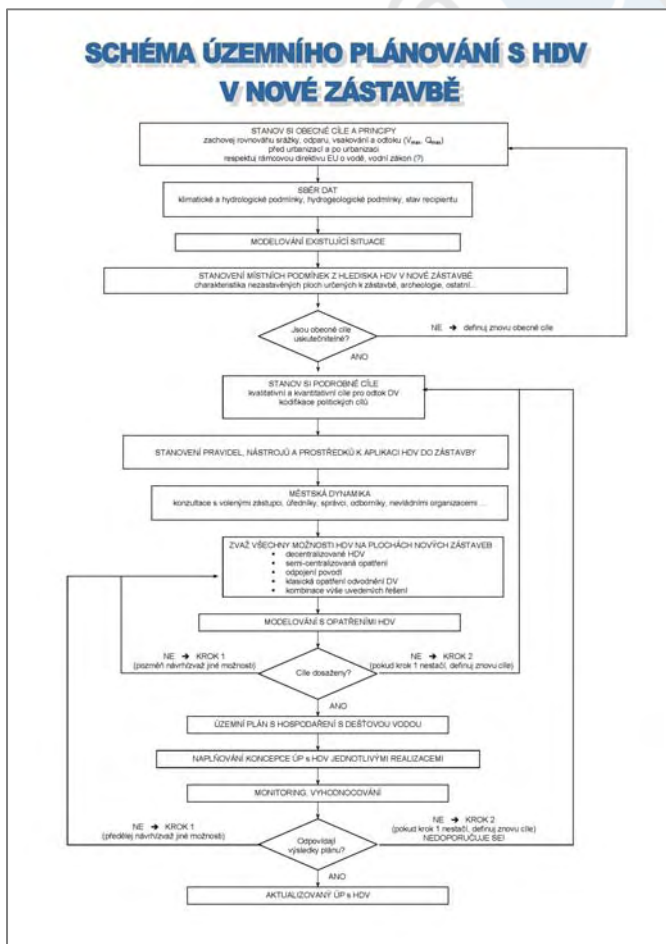 SCHÉMA ÚZEMNÍHO PLÁNOVÁNÍ S HDV
V NOVÉ ZÁSTAVBĚ
STANOV SI OBECNÉ CÍLE A PRINCIPY
zachovej rovnováhu srážky, odparu, vsakování a odtoku (Vmax, Qmax)
před urbanizací a po urbanizaci
respektuj rámcovou direktivu EU o vodě, vodní zákon (?)
SBĚR DAT
klimatické a hydrologické podmínky, hydrogeologické podmínky, stav recipientu
MODELOVÁNÍ EXISTUJÍCÍ SITUACE
STANOVENÍ MÍSTNÍCH PODMÍNEK Z HLEDISKA HDV V NOVÉ ZÁSTAVBĚ
charakteristika nezastavěných ploch určených k zástavbě, archeologie, ostatní...
Jsou obecné cíle
uskutečnitelné?
NE ➔ definuj znovu obecné cíle
ANO
STANOV SI PODROBNÉ CÍLE
kvalitativní a kvantitativní cíle pro odtok DV
kodifikace politických cílů
STANOVENÍ PRAVIDEL, NÁSTROJŮ A PROSTŘEDKŮ K APLIKACI HDV DO ZÁSTAVBY
MĚSTSKÁ DYNAMIKA
konzultace s volenými zástupci, úředníky, správci, odborníky, nevládními organizacemi ...
ZVAŽ VŠECHNY MOŽNOSTI HDV NA PLOCHÁCH NOVÝCH ZÁSTAVEB
• decentralizované HDV
• semi-centralizovaná opatření
• odpojení povodí
• klasická opatření odvodnění DV
• kombinace výše uvedených řešení
MODELOVÁNÍ S OPATŘENÍMI HDV
NE ➔ KROK 1
(pozměň návrh/zvaž jiné možnosti)
Cíle dosaženy?
NE ➔ KROK 2
(pokud krok 1 nestačí, definuj znovu cíle)
ANO
ÚZEMNÍ PLÁN S HOSPODAŘENÍ S DEŠŤOVOU VODOU
NAPLŇOVÁNÍ KONCEPCE ÚP s HDV JEDNOTLIVÝMI REALIZACEMI
MONITORING, VYHODNOCOVÁNÍ
NE ➔ KROK 1
(předělej návrh/zvaž jiné možnosti)
Odpovídají
výsledky plánu?
NE ➔ KROK 2
(pokud krok 1 nestačí, definuj znovu cíle)
NEDOPORUČUJE SE!
ANO
AKTUALIZOVANÝ ÚP s HDV